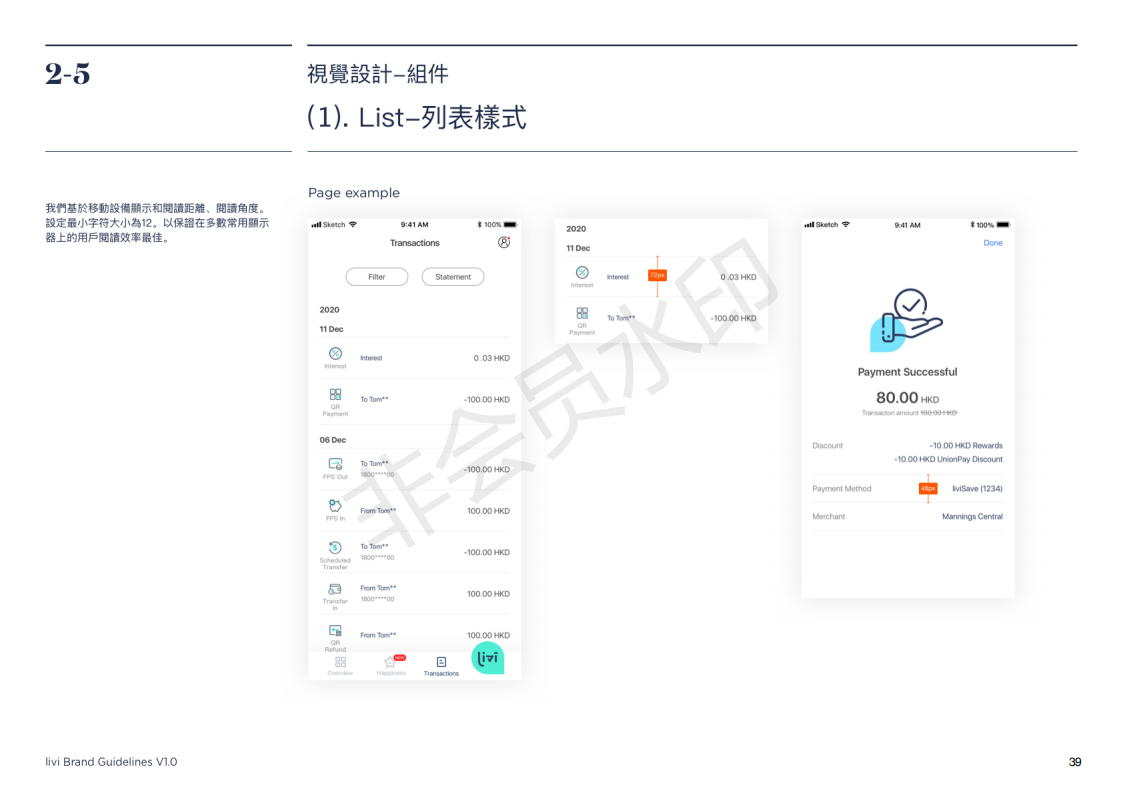 2-5
視覺設計–組件
(1). List–列表樣式
我們基於移動設備顯示和閱讀距離、閱讀角度。
設定最小字符大小為12。以保證在多數常用顯示
器上的用戶閱讀效率最佳。
Page example
Sketch 9:41 AM 100%
Transactions
Filter Statement
2020
11 Dec
Interest 0 .03 HKD
Interest
To Tom** -100.00 HKD
QR
Payment
06 Dec
To Tom** -100.00 HKD
1800****00
FPS Out
From Tom** 100.00 HKD
FPS In
To Tom** -100.00 HKD
1800****00
Scheduled
Transfer
From Tom** 100.00 HKD
1800****00
Transfer
In
From Tom** 100.00 HKD
QR
Refund
NEW
Overview Happiness Transactions
livi
2020
11 Dec
Interest 72px 0 .03 HKD
Interest
To Tom** -100.00 HKD
QR
Payment
Sketch 9:41 AM 100%
Done
Payment Successful
80.00 HKD
Transacton amount 100.00 HKD
Discount -10.00 HKD Rewards
-10.00 HKD UnionPay Discount
Payment Method 48px liviSave (1234)
Merchant Mannings Central
非会员水印
livi Brand Guidelines V1.0
39